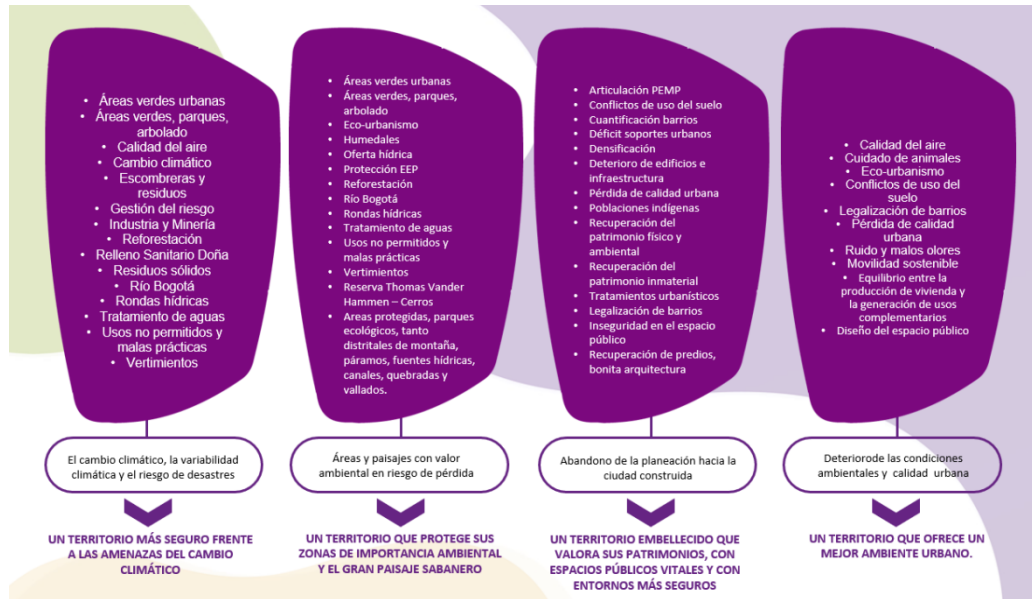 • Áreas verdes urbanas
• Áreas verdes, parques,
arbolado
• Calidad del aire
• Cambio climático
• Escombreras y
residuos
• Gestión del riesgo
• Industria y Minería
• Reforestación
• Relleno Sanitario Doña
• Residuos sólidos
• Río Bogotá
• Rondas hídricas
• Tratamiento de aguas
• Usos no permitidos y
malas prácticas
• Vertimientos
El cambio climático, la variabilidad
climática y el riesgo de desastres
UN TERRITORIO MÁS SEGURO FRENTE
A LAS AMENAZAS DEL CAMBIO
CLIMÁTICO
• Áreas verdes urbanas
• Áreas verdes, parques,
arbolado
• Eco-urbanismo
• Humedales
• Oferta hídrica
• Protección EEP
• Reforestación
• Río Bogotá
• Rondas hídricas
• Tratamiento de aguas
• Usos no permitidos y
malas prácticas
• Vertimientos
• Reserva Thomas Vander
Hammen – Cerros
• Areas protegidas, parques
ecológicos, tanto
distritales de montaña,
páramos, fuentes hídricas,
canales, quebradas y
vallados.
Áreas y paisajes con valor
ambiental en riesgo de pérdida
UN TERRITORIO QUE PROTEGE SUS
ZONAS DE IMPORTANCIA AMBIENTAL
Y EL GRAN PAISAJE SABANERO
• Articulación PEMP
• Conflictos de uso del suelo
• Cuantificación barrios
• Déficit soportes urbanos
• Densificación
• Deterioro de edificios e
infraestructura
• Pérdida de calidad urbana
• Poblaciones indígenas
• Recuperación del
patrimonio físico y
ambiental
• Recuperación del
patrimonio inmaterial
• Tratamientos urbanísticos
• Legalización de barrios
• Inseguridad en el espacio
público
• Recuperación de predios,
bonita arquitectura
Abandono de la planeación hacia la
ciudad construida
UN TERRITORIO EMBELLECIDO QUE
VALORA SUS PATRIMONIOS, CON
ESPACIOS PÚBLICOS VITALES Y CON
ENTORNOS MÁS SEGUROS
• Calidad del aire
• Cuidado de animales
• Eco-urbanismo
• Conflictos de uso del
suelo
• Legalización de barrios
• Pérdida de calidad
urbana
• Ruido y malos olores
• Movilidad sostenible
• Equilibrio entre la
producción de vivienda y
la generación de usos
complementarios
• Diseño del espacio público
Deteriorode las condiciones
ambientales y calidad urbana
UN TERRITORIO QUE OFRECE UN
MEJOR AMBIENTE URBANO.